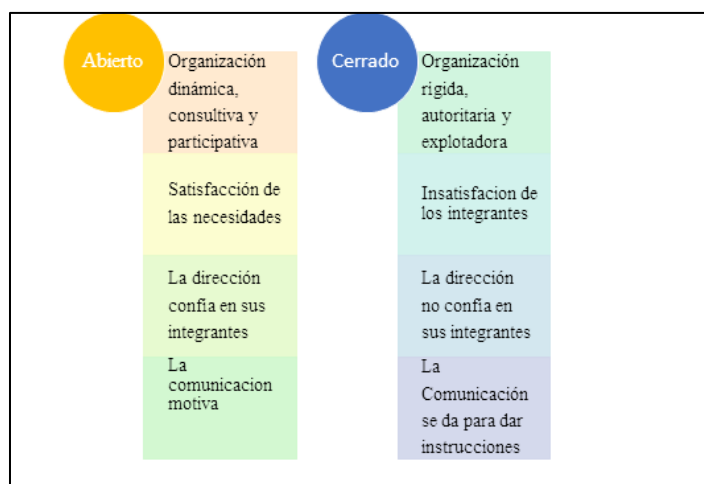 Abierto
Organización
dinámica,
consultiva y
participativa
Satisfacción de
las necesidades
La dirección
confía en sus
integrantes
La
comunicacion
motiva
Cerrado
Organización
rigida,
autoritaria y
explotadora
Insatisfacion de
los integrantes
La dirección
no confía en
sus integrantes
La
Comunicación
se da para dar
instrucciones